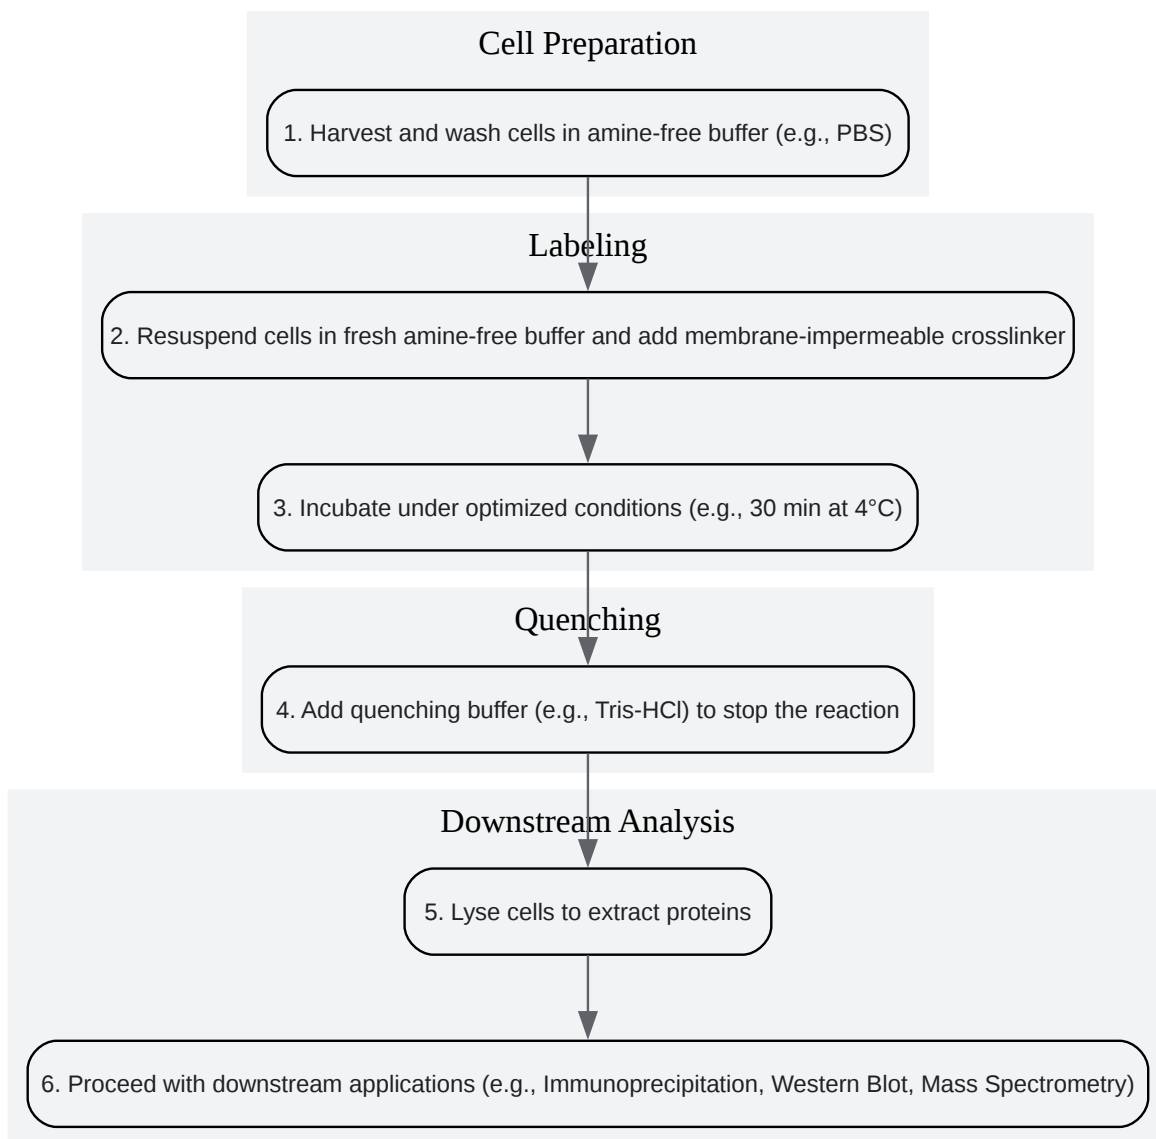 Cell Preparation
1. Harvest and wash cells in amine-free buffer (e.g., PBS)
Labeling
2. Resuspend cells in fresh amine-free buffer and add membrane-impermeable crosslinker
3. Incubate under optimized conditions (e.g., 30 min at 4°C)
Quenching
4. Add quenching buffer (e.g., Tris-HCl) to stop the reaction
Downstream Analysis
5. Lyse cells to extract proteins
6. Proceed with downstream applications (e.g., Immunoprecipitation, Western Blot, Mass Spectrometry)